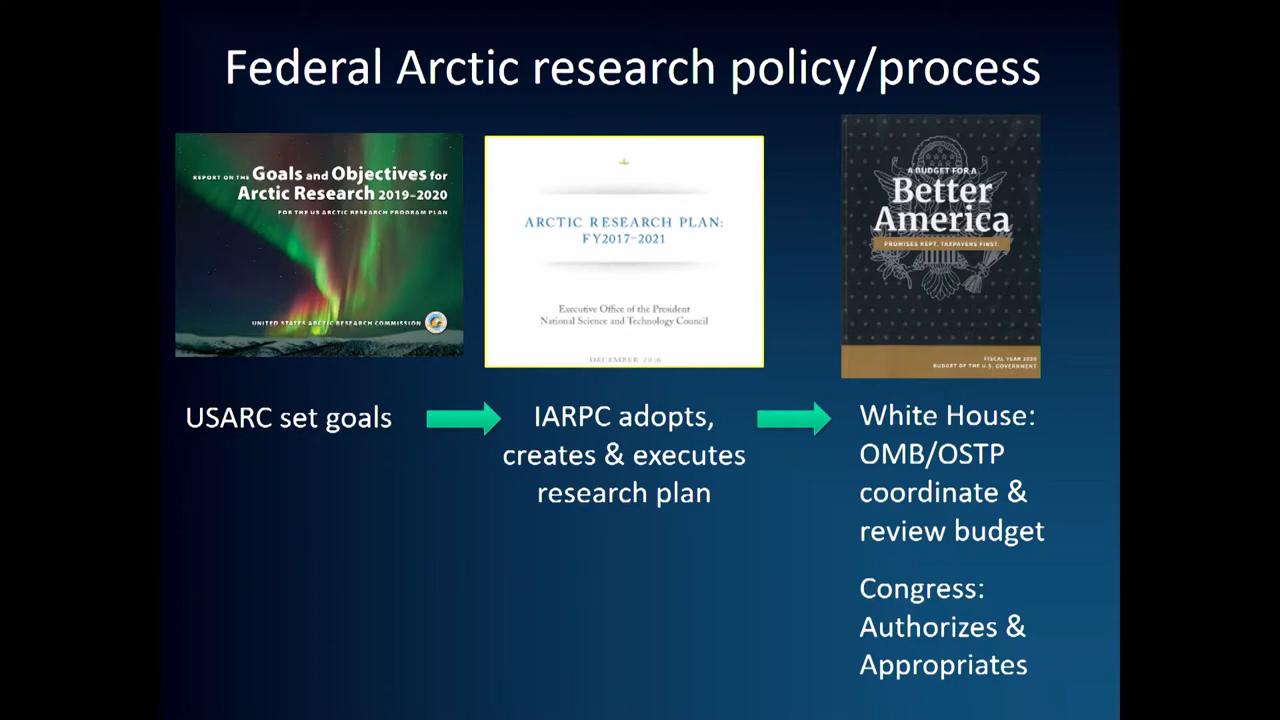 Federal Arctic research policy/process
REPORT ON THE Goals and Objectives for
Arctic Research 2019–2020
FOR THE US ARCTIC RESEARCH PROGRAM PLAN
UNITED STATES ARCTIC RESEARCH COMMISSION
ARCTIC RESEARCH PLAN:
FY2017–2021
Executive Office of the President
National Science and Technology Council
DECEMBER 2016
A BUDGET FOR A
Better
America
PROMISES KEPT. TAXPAYERS FIRST.
FISCAL YEAR 2020
BUDGET OF THE U.S. GOVERNMENT
USARC set goals
IARPC adopts,
creates & executes
research plan
White House:
OMB/OSTP
coordinate &
review budget
Congress:
Authorizes &
Appropriates